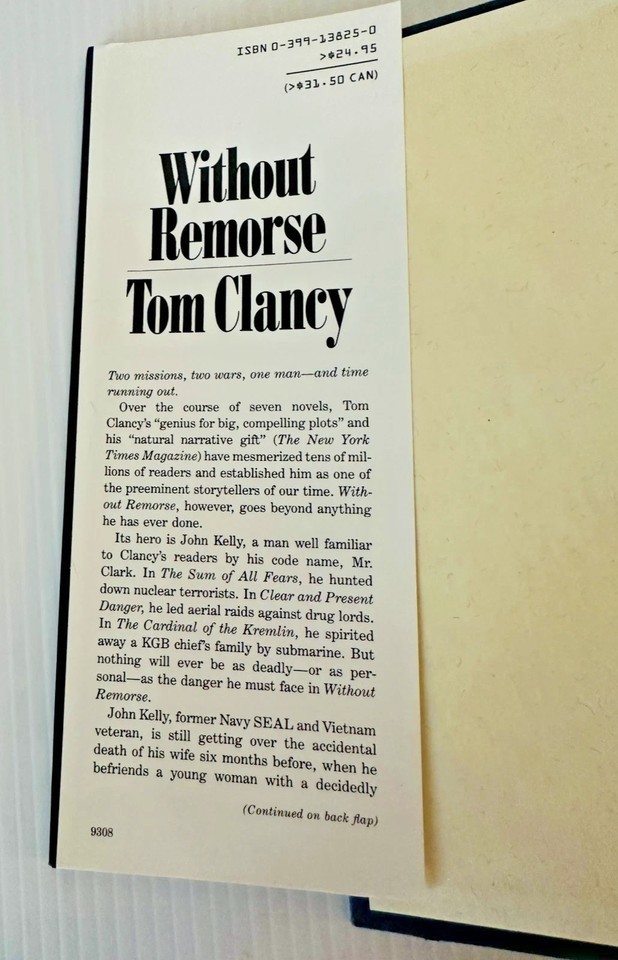 ISBN 0-399-13825-0
>$24.95
(>$31.50 CAN)
Without
Remorse
Tom Clancy
Two missions, two wars, one man—and time
running out.
Over the course of seven novels, Tom
Clancy's "genius for big, compelling plots" and
his "natural narrative gift" (The New York
Times Magazine) have mesmerized tens of mil-
lions of readers and established him as one of
the preeminent storytellers of our time. With-
out Remorse, however, goes beyond anything
he has ever done.
Its hero is John Kelly, a man well familiar
to Clancy's readers by his code name, Mr.
Clark. In The Sum of All Fears, he hunted
down nuclear terrorists. In Clear and Present
Danger, he led aerial raids against drug lords.
In The Cardinal of the Kremlin, he spirited
away a KGB chief's family by submarine. But
nothing will ever be as deadly—or as per-
sonal—as the danger he must face in Without
Remorse.
John Kelly, former Navy SEAL and Vietnam
veteran, is still getting over the accidental
death of his wife six months before, when he
befriends a young woman with a decidedly
(Continued on back flap)
9308